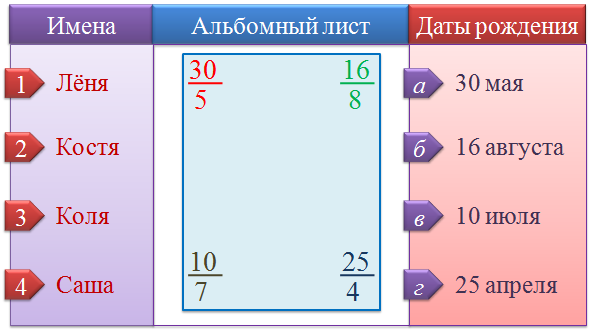 Имена Альбомный лист Даты рождения
1 Лёня 30/5 16/8 а 30 мая
2 Костя б 16 августа
3 Коля в 10 июля
4 Саша 10/7 25/4 г 25 апреля